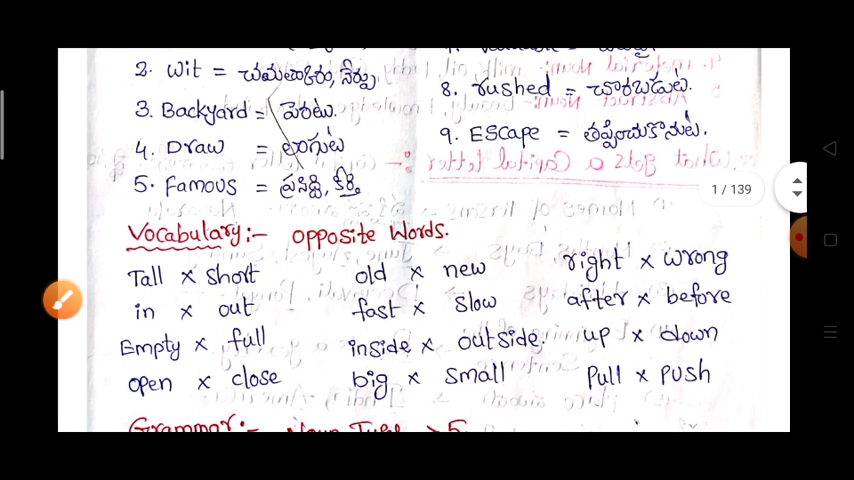 2. Wit = చమత్కారం, నేర్పు
8. rushed = చొరబడుట.
3. Backyard = పెరటు.
9. Escape = తప్పించుకొనుట.
4. Draw = లాగుట
5. Famous = ప్రసిద్ధి, కీర్తి
1 / 139
Vocabulary:- opposite Words.
Tall × short old × new right × wrong
in × out fast × slow after × before
Empty × full inside × outside. up × down
open × close big × small Pull × push
Grammar:-